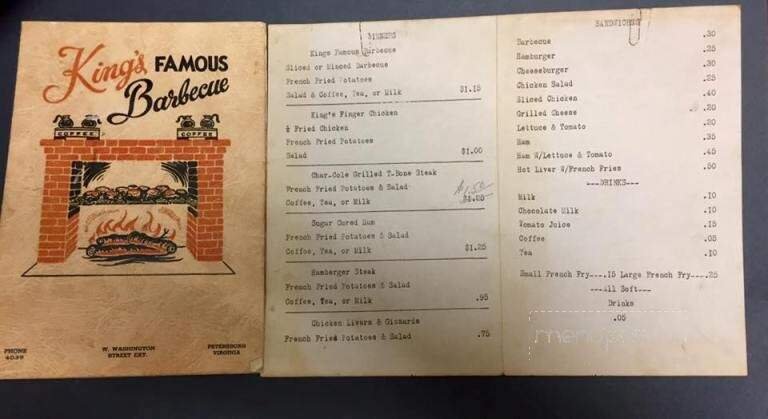 King's FAMOUS
Barbecue
COFFEE
COFFEE
PHONE
4039
W. WASHINGTON
STREET EXT.
PETERSBURG
VIRGINIA
DINNERS
Kings Famous Barbecue
Sliced or Minced Barbecue
French Fried Potatoes
Salad & Coffee, Tea, or Milk $1.15
King's Finger Chicken
½ Fried Chicken
French Fried Potatoes
Salad $1.00
Char-Cole Grilled T-Bone Steak
French Fried Potatoes & Salad
Coffee, Tea, or Milk $1.50
Sugar Cured Ham
French Fried Potatoes & Salad
Coffee, Tea, or Milk $1.25
Hamberger Steak
French Fried Potatoes & Salad
Coffee, Tea, or Milk .95
Chicken Livers & Gizzards
French Fried Potatoes & Salad .75
SANDWICHES
Barbecue .30
Hamburger .25
Cheeseburger .30
Chicken Salad .25
Sliced Chicken .40
Grilled Cheese .20
Lettuce & Tomato .20
Ham .35
Ham W/Lettuce & Tomato .45
Hot Liver W/French Fries .50
---DRINKS---
Milk .10
Chocolate Milk .10
Tomato Juice .15
Coffee .05
Tea .10
Small French Fry---.15 Large French Fry---.25
---All Soft---
Drinks
.05